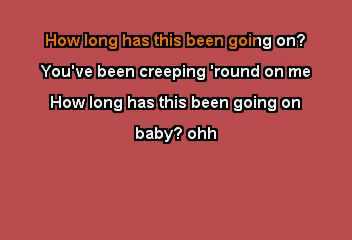 How long has this been going on?
You've been creeping 'round on me
How long has this been going on
baby? ohh